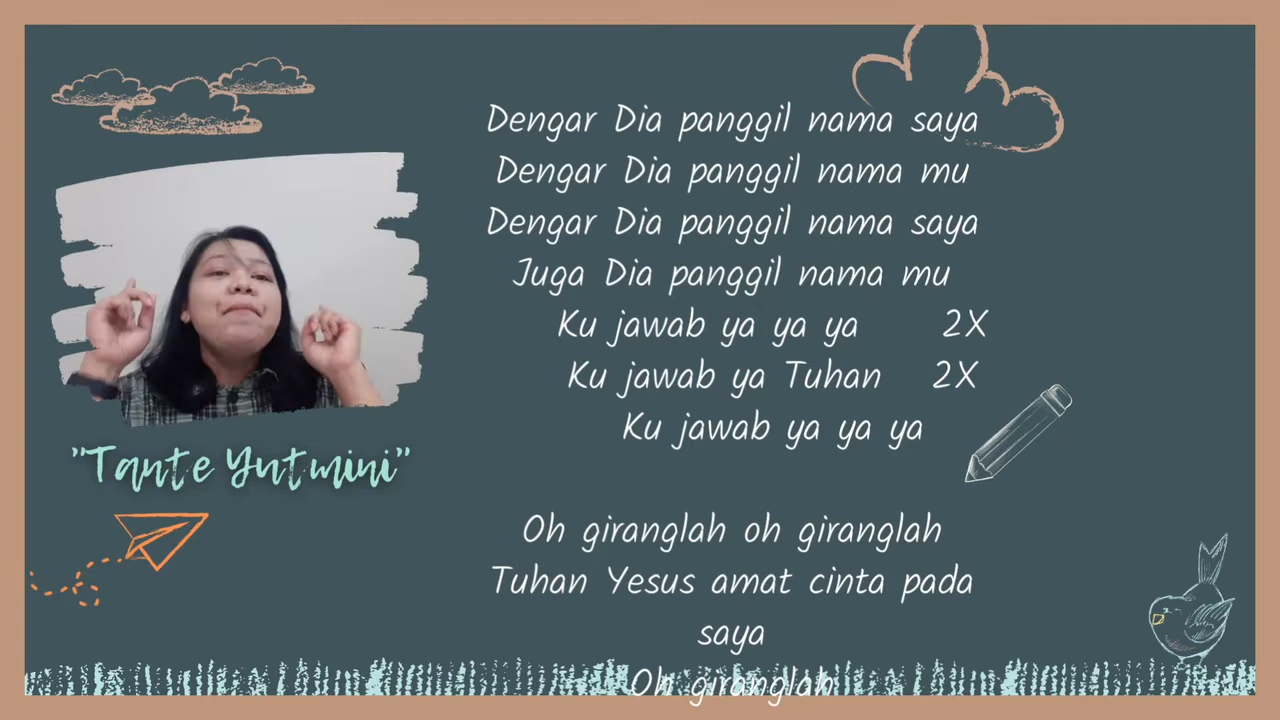 Dengar Dia panggil nama saya
Dengar Dia panggil nama mu
Dengar Dia panggil nama saya
Juga Dia panggil nama mu
Ku jawab ya ya ya 2X
Ku jawab ya Tuhan 2X
Ku jawab ya ya ya
Oh giranglah oh giranglah
Tuhan Yesus amat cinta pada
saya
Oh giranglah
"Tante Yutmini"